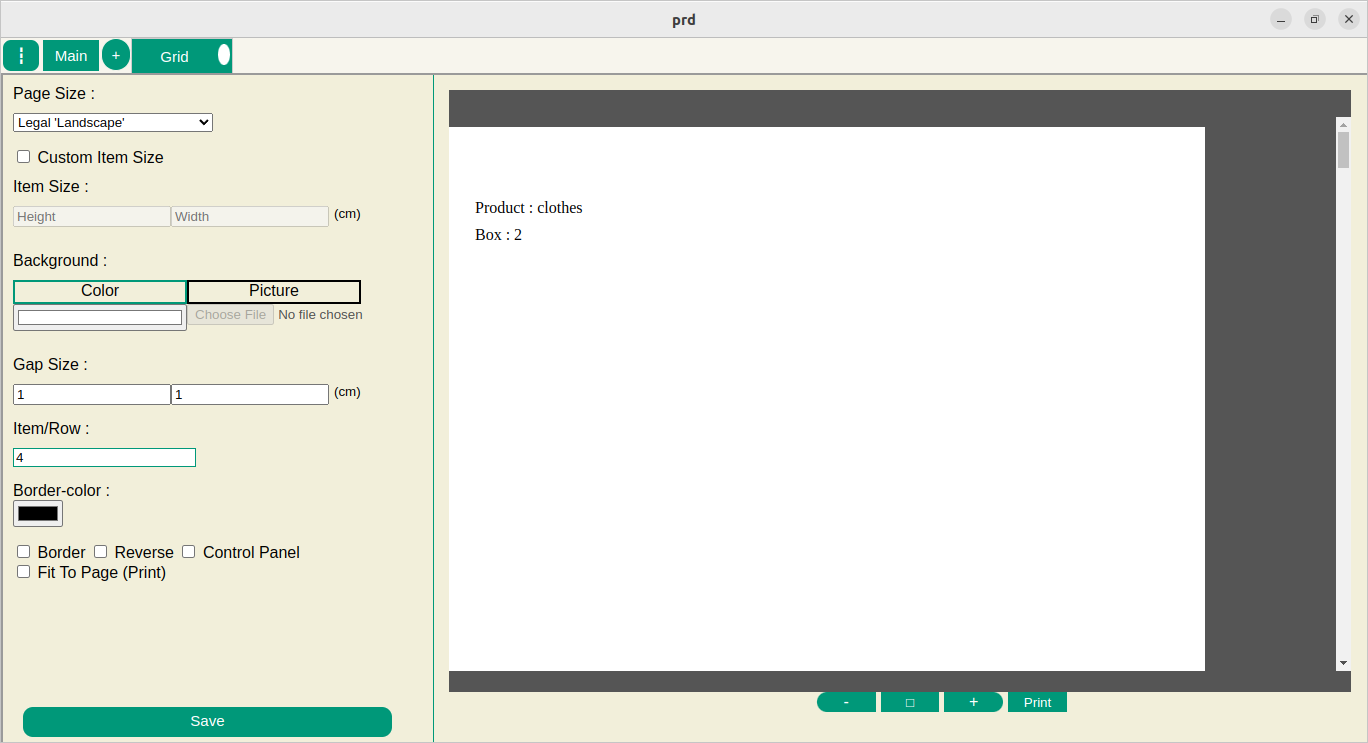 prd
Main + Grid
Page Size :
Legal 'Landscape'
Custom Item Size
Item Size :
Height Width (cm)
Background :
Color Picture
Choose File No file chosen
Gap Size :
1 1 (cm)
Item/Row :
4
Border-color :
Border Reverse Control Panel
Fit To Page (Print)
Save
Product : clothes
Box : 2
- □ + Print